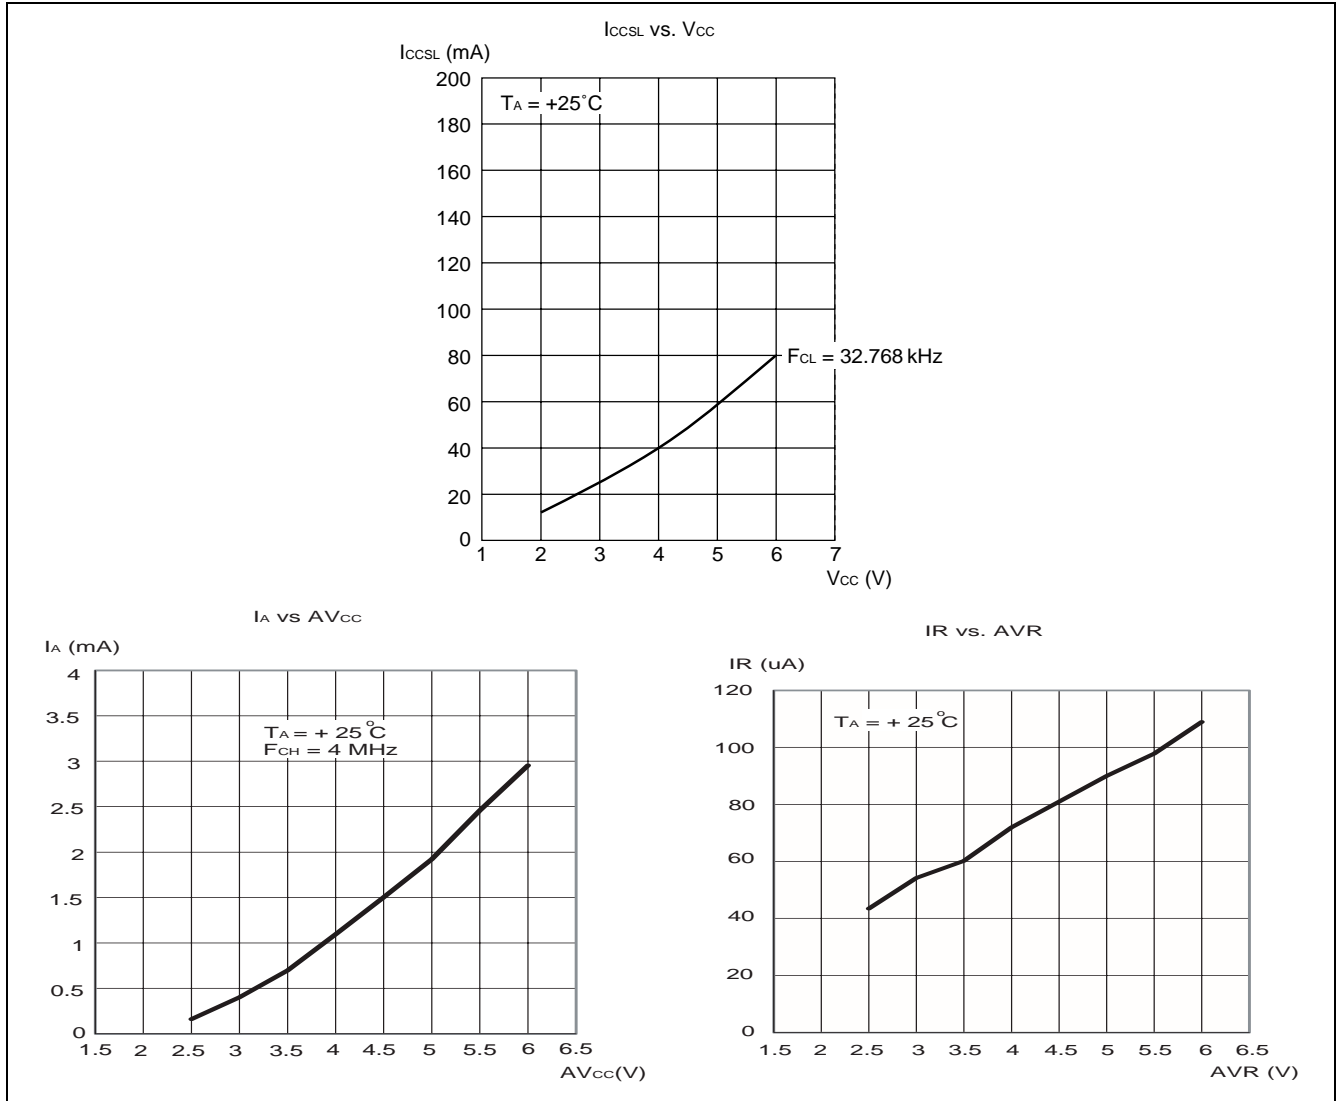 ICCSL vs. VCC
ICCSL (mA)
200
TA = +25˚C
180
160
140
120
100
80
FCL = 32.768 kHz
60
40
20
0
1 2 3 4 5 6 7
VCC (V)
IA vs AVCC
IA (mA)
4
3.5
TA = + 25 °C
FCH = 4 MHz
3
2.5
2
1.5
1
0.5
0
1.5 2 2.5 3 3.5 4 4.5 5 5.5 6 6.5
AVCC(V)
IR vs. AVR
IR (uA)
120
TA = + 25 °C
100
80
60
40
20
0
1.5 2 2.5 3 3.5 4 4.5 5 5.5 6 6.5
AVR (V)